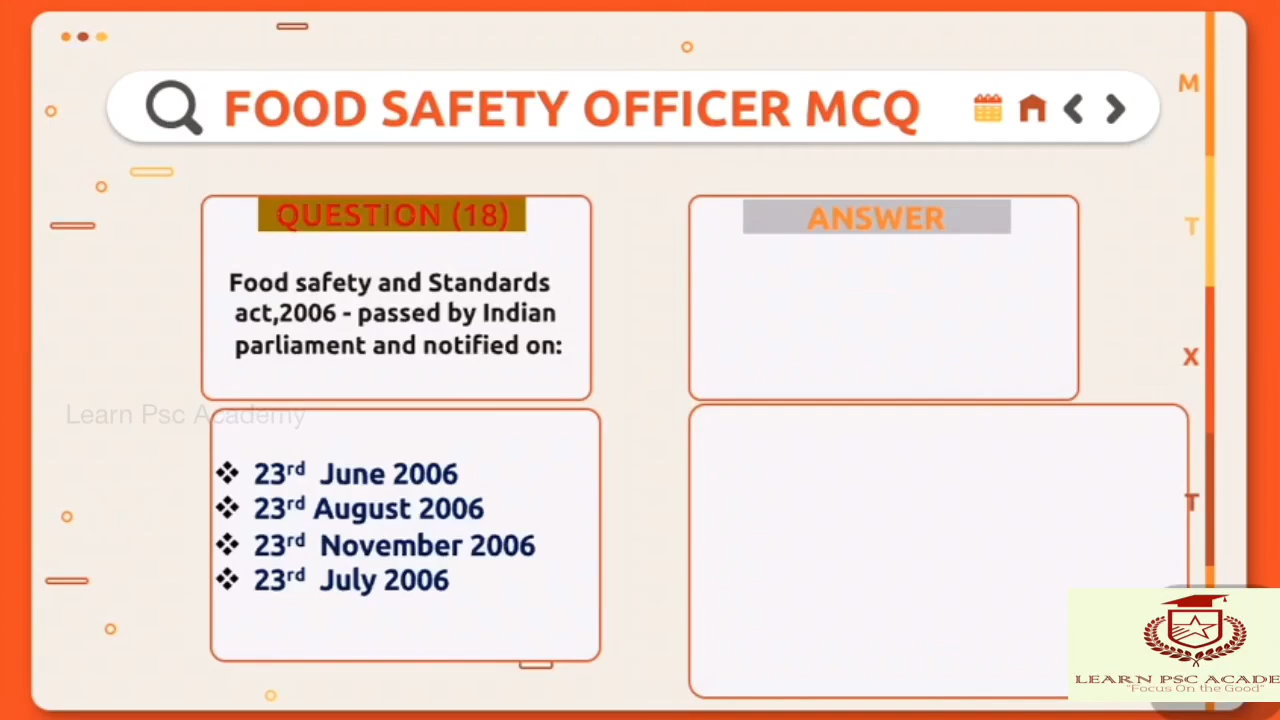 FOOD SAFETY OFFICER MCQ
M
QUESTION (18)
ANSWER
T
Food safety and Standards
act,2006 - passed by Indian
parliament and notified on:
X
Learn Psc Academy
❖ 23rd June 2006
❖ 23rd August 2006
T
❖ 23rd November 2006
❖ 23rd July 2006
LEARN PSC ACADE
"Focus On the Good"